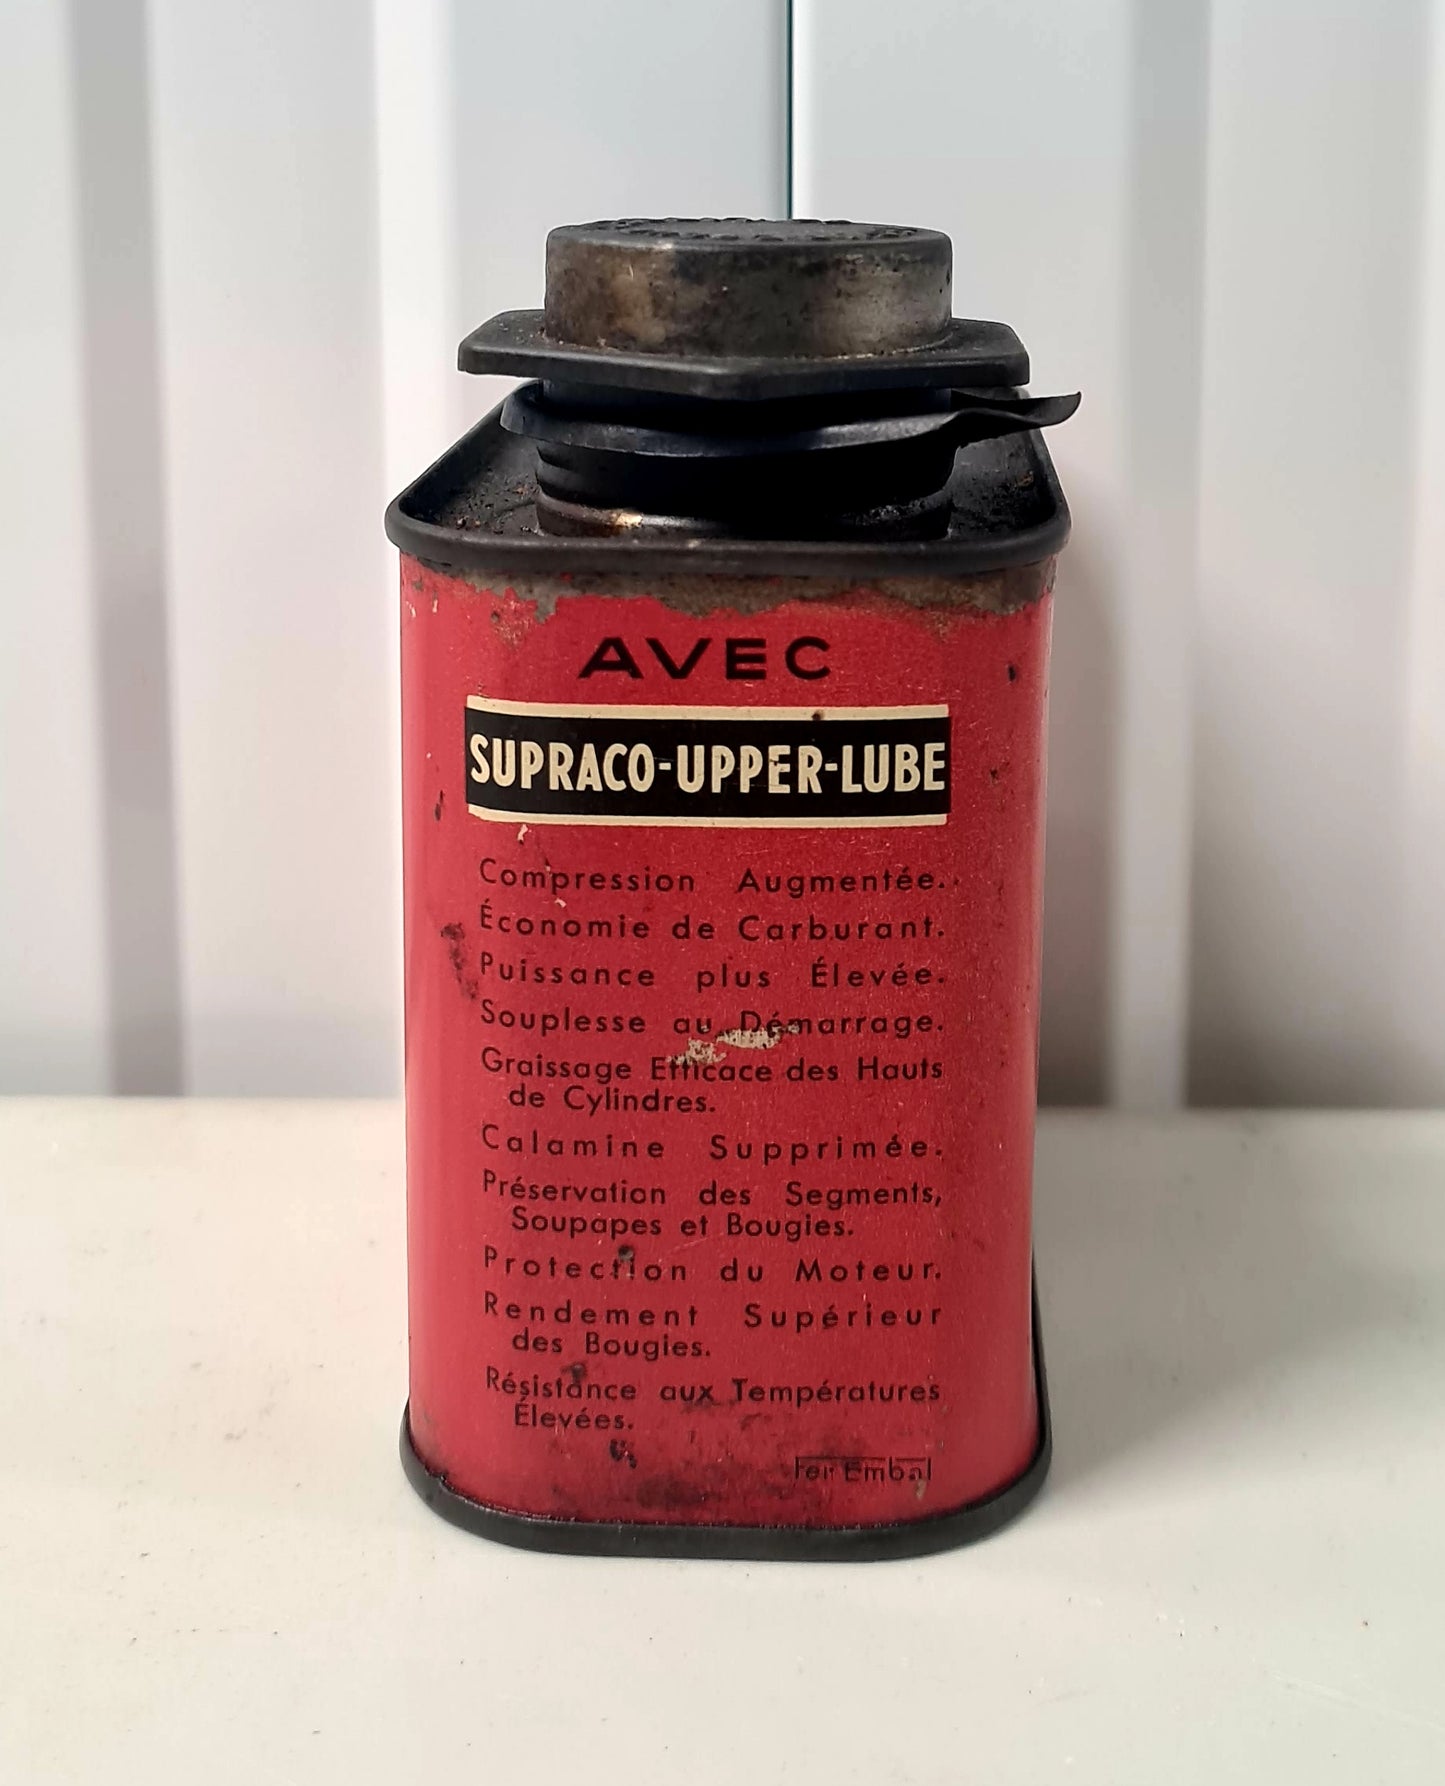 AVEC
SUPRACO-UPPER-LUBE
Compression Augmentée.
Économie de Carburant.
Puissance plus Élevée.
Souplesse au Démarrage.
Graissage Efficace des Hauts
de Cylindres.
Calamine Supprimée.
Préservation des Segments,
Soupapes et Bougies.
Protection du Moteur.
Rendement Supérieur
des Bougies.
Résistance aux Températures
Élevées.
Fer Embal